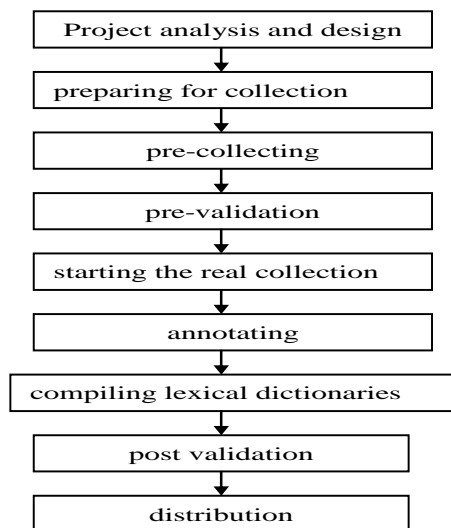 Project analysis and design
preparing for collection
pre-collecting
pre-validation
starting the real collection
annotating
compiling lexical dictionaries
post validation
distribution